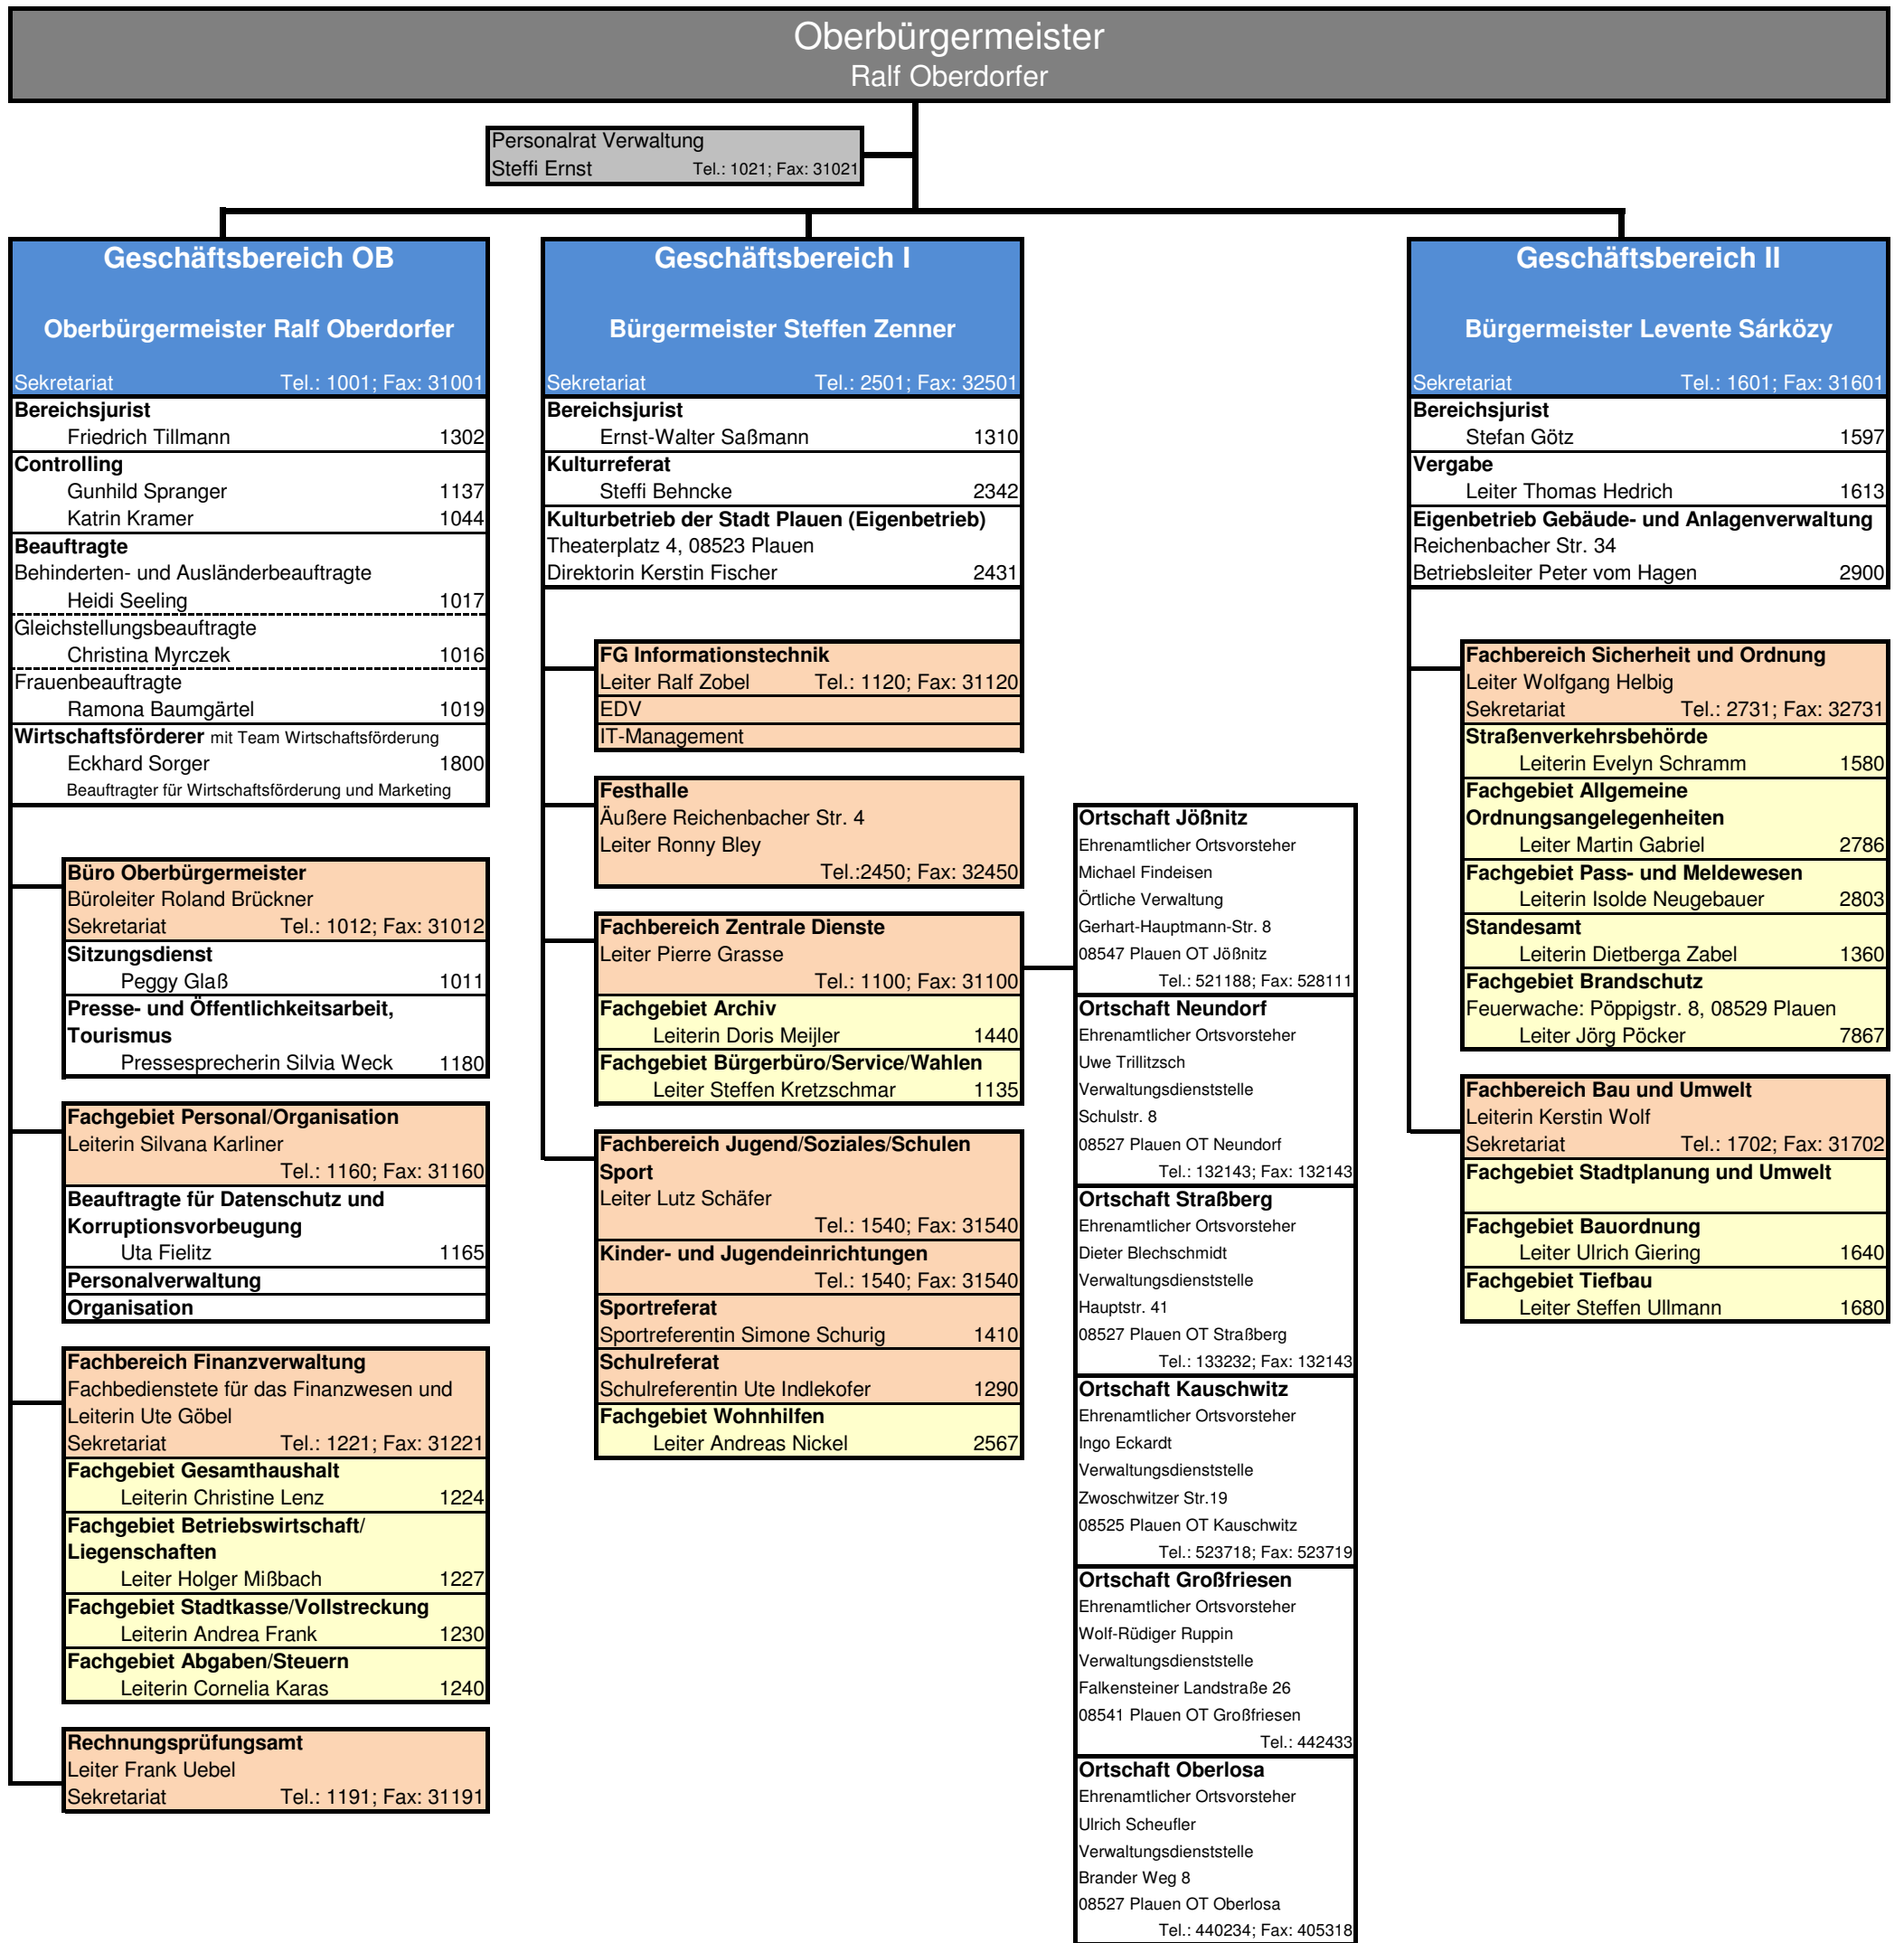 Oberbürgermeister
Ralf Oberdorfer
Personalrat Verwaltung
Steffi Ernst Tel.: 1021; Fax: 31021
Geschäftsbereich OB
Oberbürgermeister Ralf Oberdorfer
Sekretariat Tel.: 1001; Fax: 31001
Bereichsjurist
Friedrich Tillmann 1302
Controlling
Gunhild Spranger 1137
Katrin Kramer 1044
Beauftragte
Behinderten- und Ausländerbeauftragte
Heidi Seeling 1017
Gleichstellungsbeauftragte
Christina Myrczek 1016
Frauenbeauftragte
Ramona Baumgärtel 1019
Wirtschaftsförderer mit Team Wirtschaftsförderung
Eckhard Sorger 1800
Beauftragter für Wirtschaftsförderung und Marketing
Büro Oberbürgermeister
Büroleiter Roland Brückner
Sekretariat Tel.: 1012; Fax: 31012
Sitzungsdienst
Peggy Glaß 1011
Presse- und Öffentlichkeitsarbeit,
Tourismus
Pressesprecherin Silvia Weck 1180
Fachgebiet Personal/Organisation
Leiterin Silvana Karliner
Tel.: 1160; Fax: 31160
Beauftragte für Datenschutz und
Korruptionsvorbeugung
Uta Fielitz 1165
Personalverwaltung
Organisation
Fachbereich Finanzverwaltung
Fachbedienstete für das Finanzwesen und
Leiterin Ute Göbel
Sekretariat Tel.: 1221; Fax: 31221
Fachgebiet Gesamthaushalt
Leiterin Christine Lenz 1224
Fachgebiet Betriebswirtschaft/
Liegenschaften
Leiter Holger Mißbach 1227
Fachgebiet Stadtkasse/Vollstreckung
Leiterin Andrea Frank 1230
Fachgebiet Abgaben/Steuern
Leiterin Cornelia Karas 1240
Rechnungsprüfungsamt
Leiter Frank Uebel
Sekretariat Tel.: 1191; Fax: 31191
Geschäftsbereich I
Bürgermeister Steffen Zenner
Sekretariat Tel.: 2501; Fax: 32501
Bereichsjurist
Ernst-Walter Saßmann 1310
Kulturreferat
Steffi Behncke 2342
Kulturbetrieb der Stadt Plauen (Eigenbetrieb)
Theaterplatz 4, 08523 Plauen
Direktorin Kerstin Fischer 2431
FG Informationstechnik
Leiter Ralf Zobel Tel.: 1120; Fax: 31120
EDV
IT-Management
Festhalle
Äußere Reichenbacher Str. 4
Leiter Ronny Bley
Tel.:2450; Fax: 32450
Fachbereich Zentrale Dienste
Leiter Pierre Grasse
Tel.: 1100; Fax: 31100
Fachgebiet Archiv
Leiterin Doris Meijler 1440
Fachgebiet Bürgerbüro/Service/Wahlen
Leiter Steffen Kretzschmar 1135
Fachbereich Jugend/Soziales/Schulen
Sport
Leiter Lutz Schäfer
Tel.: 1540; Fax: 31540
Kinder- und Jugendeinrichtungen
Tel.: 1540; Fax: 31540
Sportreferat
Sportreferentin Simone Schurig 1410
Schulreferat
Schulreferentin Ute Indlekofer 1290
Fachgebiet Wohnhilfen
Leiter Andreas Nickel 2567
Ortschaft Jößnitz
Ehrenamtlicher Ortsvorsteher
Michael Findeisen
Örtliche Verwaltung
Gerhart-Hauptmann-Str. 8
08547 Plauen OT Jößnitz
Tel.: 521188; Fax: 528111
Ortschaft Neundorf
Ehrenamtlicher Ortsvorsteher
Uwe Trillitzsch
Verwaltungsdienststelle
Schulstr. 8
08527 Plauen OT Neundorf
Tel.: 132143; Fax: 132143
Ortschaft Straßberg
Ehrenamtlicher Ortsvorsteher
Dieter Blechschmidt
Verwaltungsdienststelle
Hauptstr. 41
08527 Plauen OT Straßberg
Tel.: 133232; Fax: 132143
Ortschaft Kauschwitz
Ehrenamtlicher Ortsvorsteher
Ingo Eckardt
Verwaltungsdienststelle
Zwoschwitzer Str.19
08525 Plauen OT Kauschwitz
Tel.: 523718; Fax: 523719
Ortschaft Großfriesen
Ehrenamtlicher Ortsvorsteher
Wolf-Rüdiger Ruppin
Verwaltungsdienststelle
Falkensteiner Landstraße 26
08541 Plauen OT Großfriesen
Tel.: 442433
Ortschaft Oberlosa
Ehrenamtlicher Ortsvorsteher
Ulrich Scheufler
Verwaltungsdienststelle
Brander Weg 8
08527 Plauen OT Oberlosa
Tel.: 440234; Fax: 405318
Geschäftsbereich II
Bürgermeister Levente Sárközy
Sekretariat Tel.: 1601; Fax: 31601
Bereichsjurist
Stefan Götz 1597
Vergabe
Leiter Thomas Hedrich 1613
Eigenbetrieb Gebäude- und Anlagenverwaltung
Reichenbacher Str. 34
Betriebsleiter Peter vom Hagen 2900
Fachbereich Sicherheit und Ordnung
Leiter Wolfgang Helbig
Sekretariat Tel.: 2731; Fax: 32731
Straßenverkehrsbehörde
Leiterin Evelyn Schramm 1580
Fachgebiet Allgemeine
Ordnungsangelegenheiten
Leiter Martin Gabriel 2786
Fachgebiet Pass- und Meldewesen
Leiterin Isolde Neugebauer 2803
Standesamt
Leiterin Dietberga Zabel 1360
Fachgebiet Brandschutz
Feuerwache: Pöppigstr. 8, 08529 Plauen
Leiter Jörg Pöcker 7867
Fachbereich Bau und Umwelt
Leiterin Kerstin Wolf
Sekretariat Tel.: 1702; Fax: 31702
Fachgebiet Stadtplanung und Umwelt
Fachgebiet Bauordnung
Leiter Ulrich Giering 1640
Fachgebiet Tiefbau
Leiter Steffen Ullmann 1680